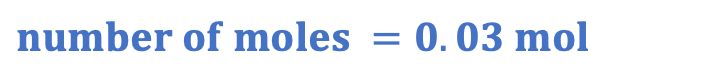 number of moles = 0.03 mol